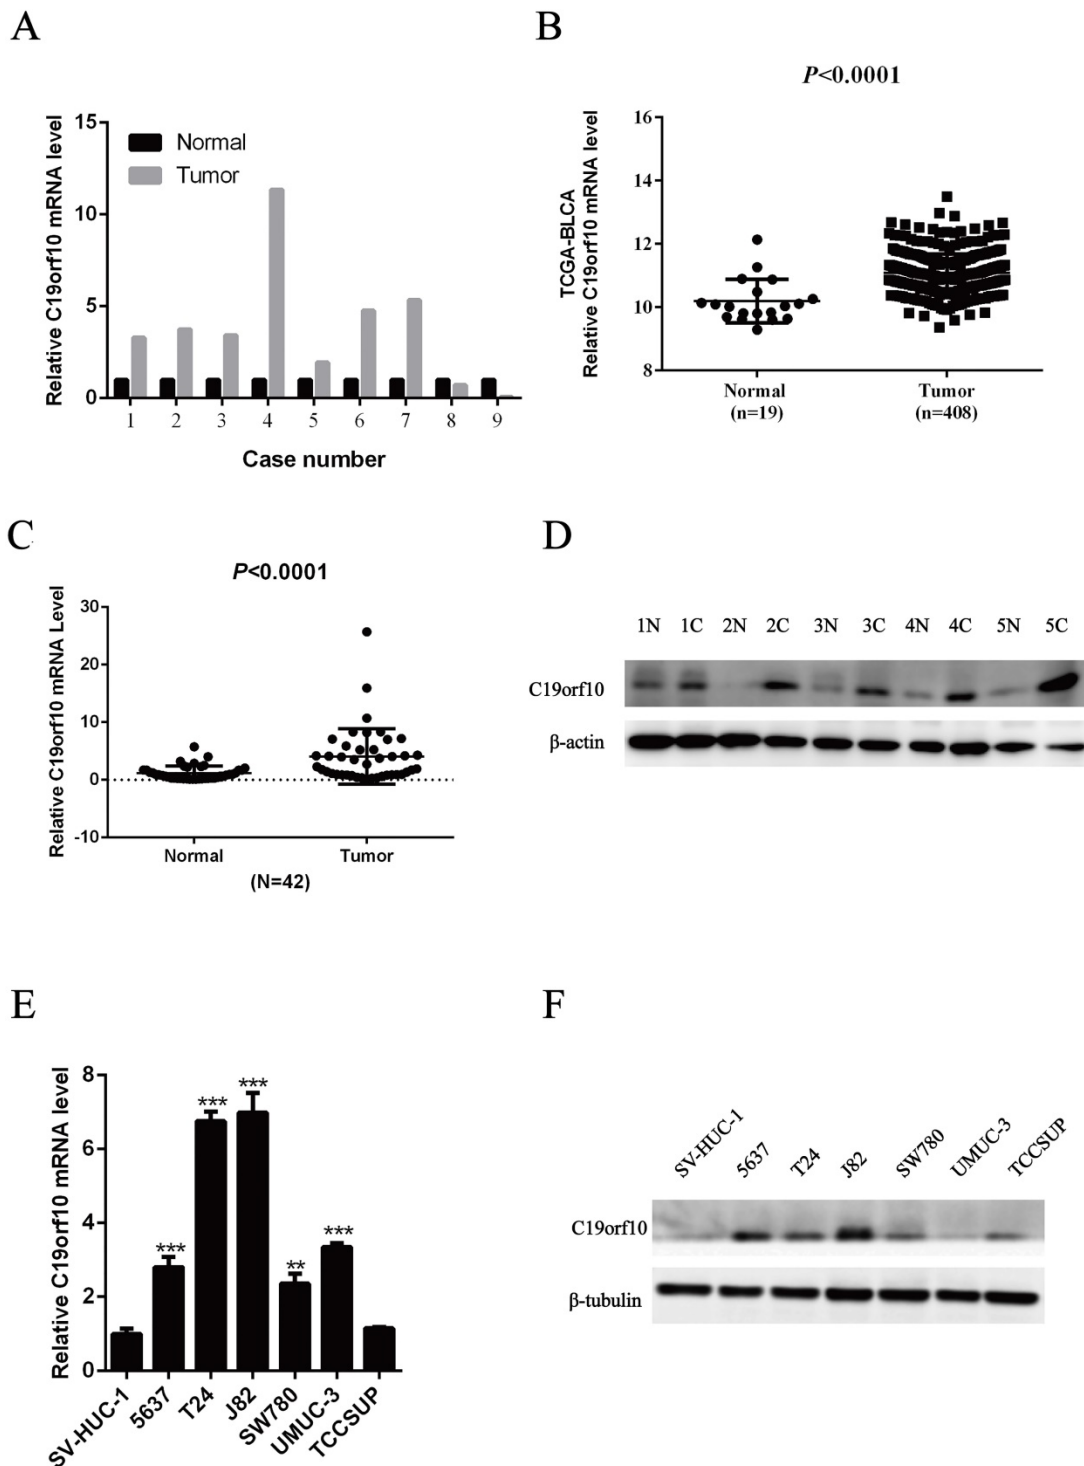 A
Relative C19orf10 mRNA level
15
10
5
0
Normal
Tumor
1 2 3 4 5 6 7 8 9
Case number
B
P<0.0001
TCGA-BLCA
Relative C19orf10 mRNA level
16
14
12
10
8
Normal Tumor
(n=19) (n=408)
C
P<0.0001
Relative C19orf10 mRNA Level
30
20
10
0
-10
Normal Tumor
(N=42)
D
1N 1C 2N 2C 3N 3C 4N 4C 5N 5C
C19orf10
β-actin
E
Relative C19orf10 mRNA level
8
6
4
2
0
*** *** *** ** ***
SV-HUC-1 5637 T24 J82 SW780 UMUC-3 TCCSUP
F
SV-HUC-1 5637 T24 J82 SW780 UMUC-3 TCCSUP
C19orf10
β-tubulin